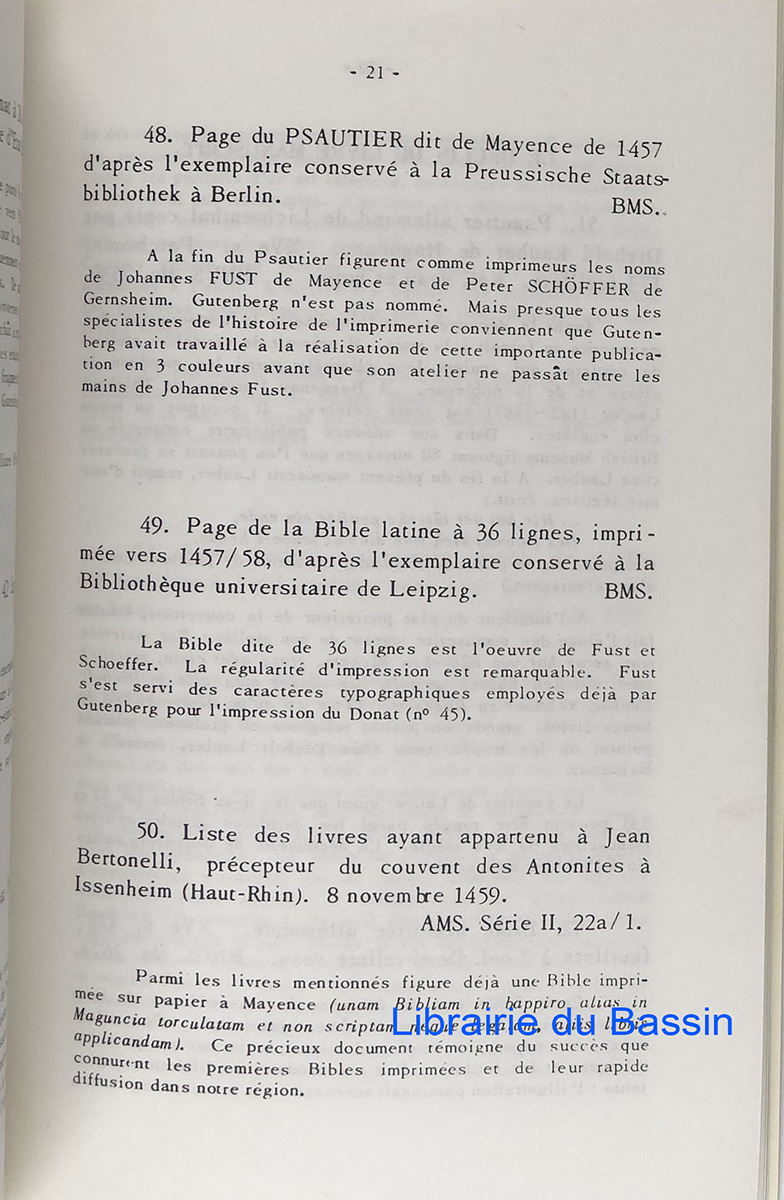 - 21 -
48. Page du PSAUTIER dit de Mayence de 1457
d'après l'exemplaire conservé à la Preussische Staats-
bibliothek à Berlin. BMS.
A la fin du Psautier figurent comme imprimeurs les noms
de Johannes FUST de Mayence et de Peter SCHÖFFER de
Gernsheim. Gutenberg n'est pas nommé. Mais presque tous les
spécialistes de l'histoire de l'imprimerie conviennent que Guten-
berg avait travaillé à la réalisation de cette importante publica-
tion en 3 couleurs avant que son atelier ne passât entre les
mains de Johannes Fust.
49. Page de la Bible latine à 36 lignes, impri-
mée vers 1457/58, d'après l'exemplaire conservé à la
Bibliothèque universitaire de Leipzig. BMS.
La Bible dite de 36 lignes est l'oeuvre de Fust et
Schoeffer. La régularité d'impression est remarquable. Fust
s'est servi des caractères typographiques employés déjà par
Gutenberg pour l'impression du Donat (nº 45).
50. Liste des livres ayant appartenu à Jean
Bertonelli, précepteur du couvent des Antonites à
Issenheim (Haut-Rhin). 8 novembre 1459.
AMS. Série II, 22a/1.
Parmi les livres mentionnés figure déjà une Bible impri-
mée sur papier à Mayence (unam Bibliam in happiro alias in
Maguncia torculatam et non scriptam
applicandam). Ce précieux document témoigne du succès que
connurent les premières Bibles imprimées et de leur rapide
diffusion dans notre région.
Librairie du Bassin